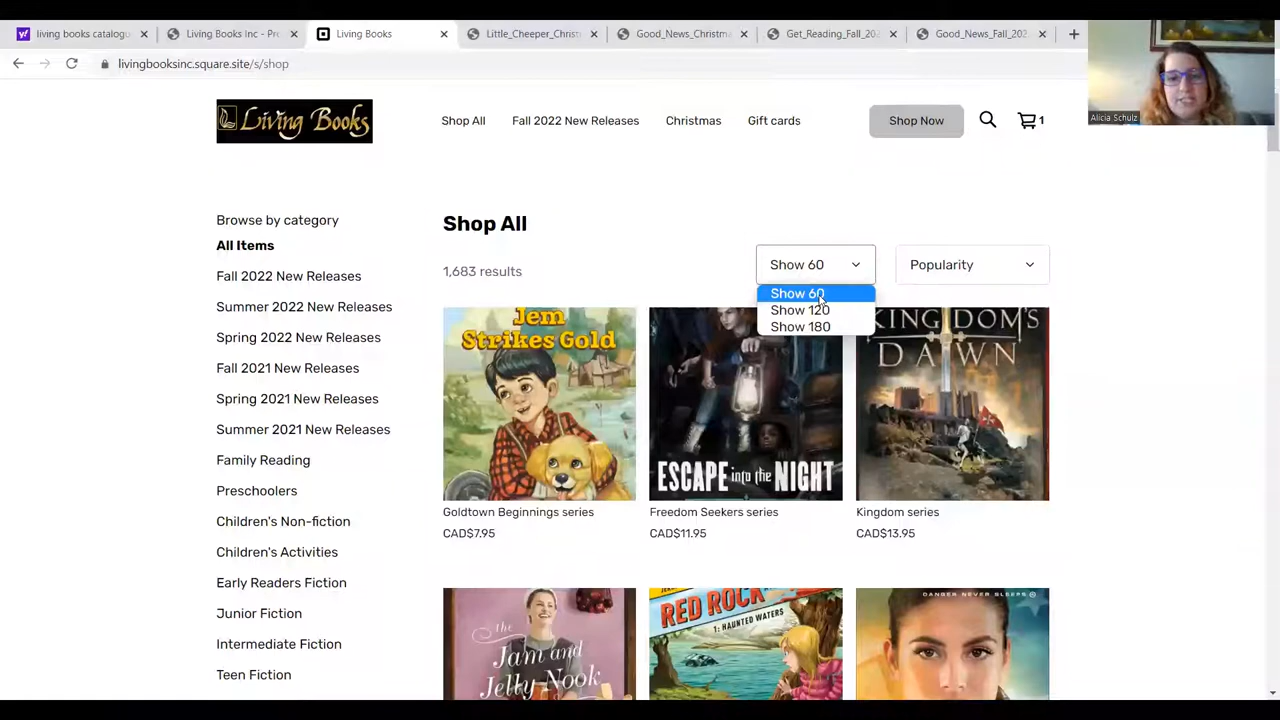 living books catalogu
Living Books Inc - Pr
Living Books
Little_Cheeper_Christ
Good_News_Christma
Get_Reading_Fall_202
Good_News_Fall_202
livingbooksinc.square.site/s/shop
Alicia Schulz
Living Books
Shop All
Fall 2022 New Releases
Christmas
Gift cards
Shop Now
1
Browse by category
All Items
Fall 2022 New Releases
Summer 2022 New Releases
Spring 2022 New Releases
Fall 2021 New Releases
Spring 2021 New Releases
Summer 2021 New Releases
Family Reading
Preschoolers
Children's Non-fiction
Children's Activities
Early Readers Fiction
Junior Fiction
Intermediate Fiction
Teen Fiction
Shop All
1,683 results
Show 60
Popularity
Show 60
Show 120
Show 180
Jem
Strikes Gold
ESCAPE into the NIGHT
KINGDOM'S
DAWN
Goldtown Beginnings series
CAD$7.95
Freedom Seekers series
CAD$11.95
Kingdom series
CAD$13.95
the
Jam and
Jelly Nook
RED ROCK
1: HAUNTED WATERS
DANGER NEVER SLEEPS